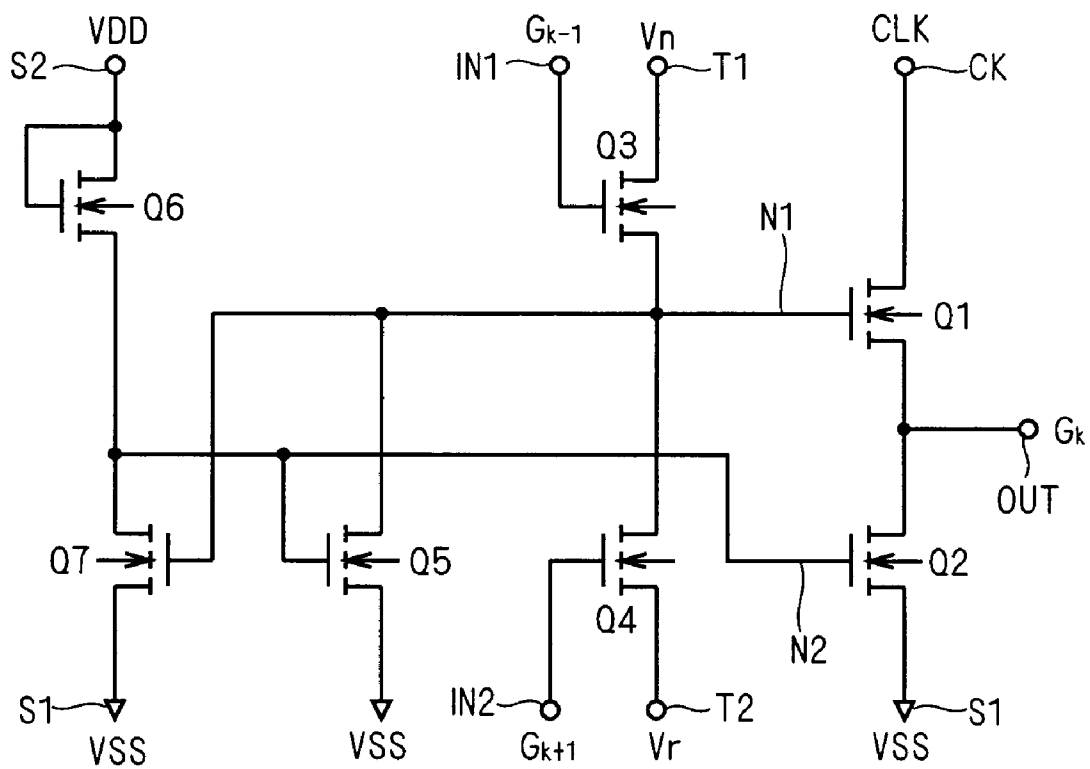 VDD
S2
Gk-1
IN1
Vn
T1
CLK
CK
Q3
Q6
N1
Q1
Gk
OUT
Q7
Q5
Q4
Q2
N2
S1
VSS
VSS
IN2
Gk+1
T2
Vr
S1
VSS